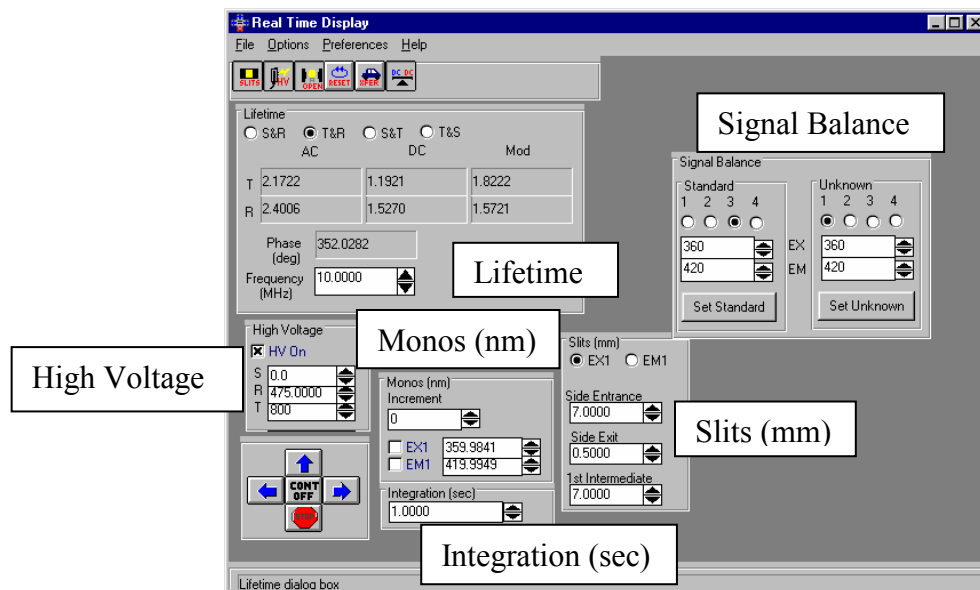 Real Time Display
File Options Preferences Help
SLITS HV OPEN RESET XFER DC DC
Lifetime
S&R T&R S&T T&S
AC DC Mod
T 2.1722 1.1921 1.8222
R 2.4006 1.5270 1.5721
Phase (deg) 352.0282
Frequency (MHz) 10.0000
Lifetime
Signal Balance
Signal Balance
Standard Unknown
1 2 3 4 1 2 3 4
360 EX 360
420 EM 420
Set Standard Set Unknown
High Voltage
High Voltage
HV On
S 0.0
R 475.0000
T 800
Monos (nm)
Monos (nm)
Increment
0
EX1 359.9841
EM1 419.9949
Integration (sec)
1.0000
Integration (sec)
Slits (mm)
EX1 EM1
Side Entrance
7.0000
Side Exit
0.5000
1st Intermediate
7.0000
Slits (mm)
CONT OFF
STOP
Lifetime dialog box